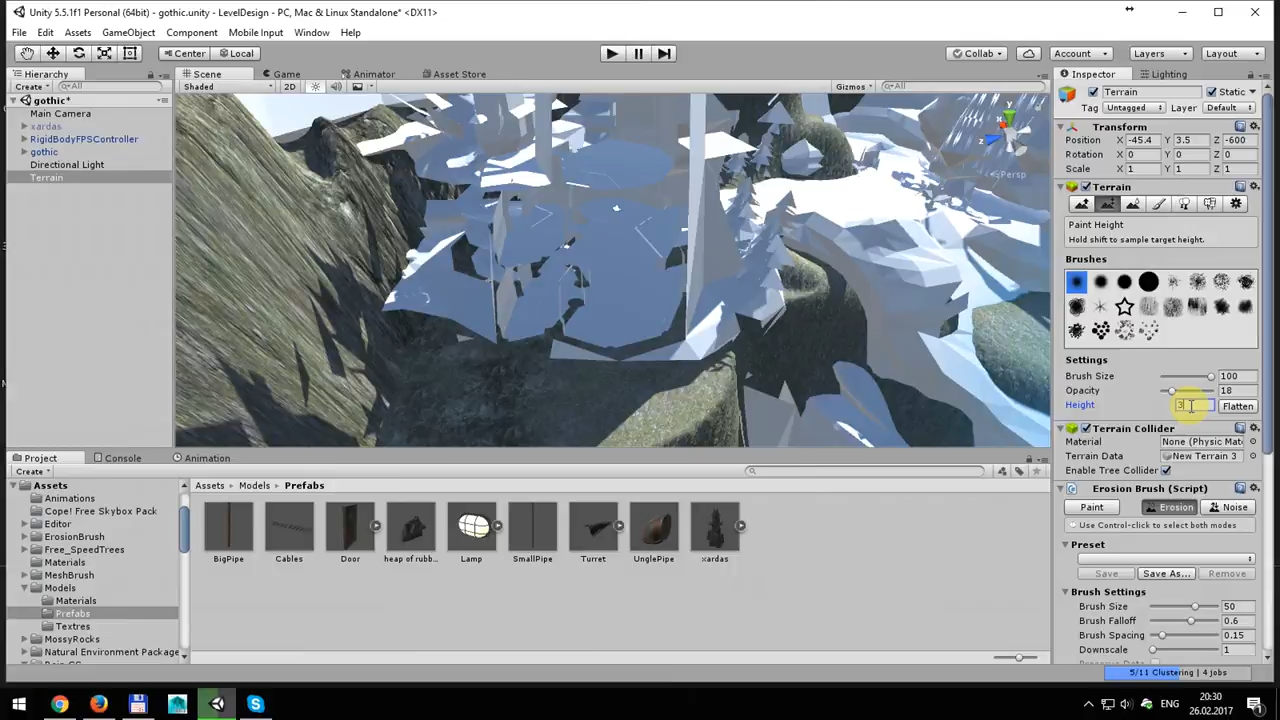 Unity 5.5.1f1 (64bit) - gothic.unity - LevelDesign - PC, Mac & Linux Standalone* <DX11>
File Edit Assets GameObject Component Mobile Input Window Help
Center Local Collab Account Layers Layout
Hierarchy Scene Game Animator Asset Store Inspector Lighting
Create All Shaded 2D Gizmos All Terrain Static
gothic*
Tag Untagged Layer Default
Main Camera
xardas
RigidBodyFPSController
gothic
Directional Light
Terrain
y
z
Persp
Transform
Position X -45.4 Y 3.5 Z -600
Rotation X 0 Y 0 Z 0
Scale X 1 Y 1 Z 1
Terrain
Paint Height
Hold shift to sample target height.
Brushes
Settings
Brush Size 100
Opacity 18
Height 3 Flatten
Terrain Collider
Material None (Physic Mate
Terrain Data New Terrain 3
Enable Tree Collider
Erosion Brush (Script)
Paint Erosion Noise
Use Control-click to select both modes
Preset
Save Save As... Remove
Brush Settings
Brush Size 50
Brush Falloff 0.6
Brush Spacing 0.15
Downscale 1
Project Console Animation
Create
Assets
Animations
Cope! Free Skybox Pack
Editor
ErosionBrush
Free_SpeedTrees
Materials
MeshBrush
Models
Materials
Prefabs
Textres
MossyRocks
Natural Environment Package
Assets Models Prefabs
BigPipe Cables Door heap of rubb... Lamp SmallPipe Turret UnglePipe xardas
5/11 Clustering | 4 jobs
ENG
20:30
26.02.2017